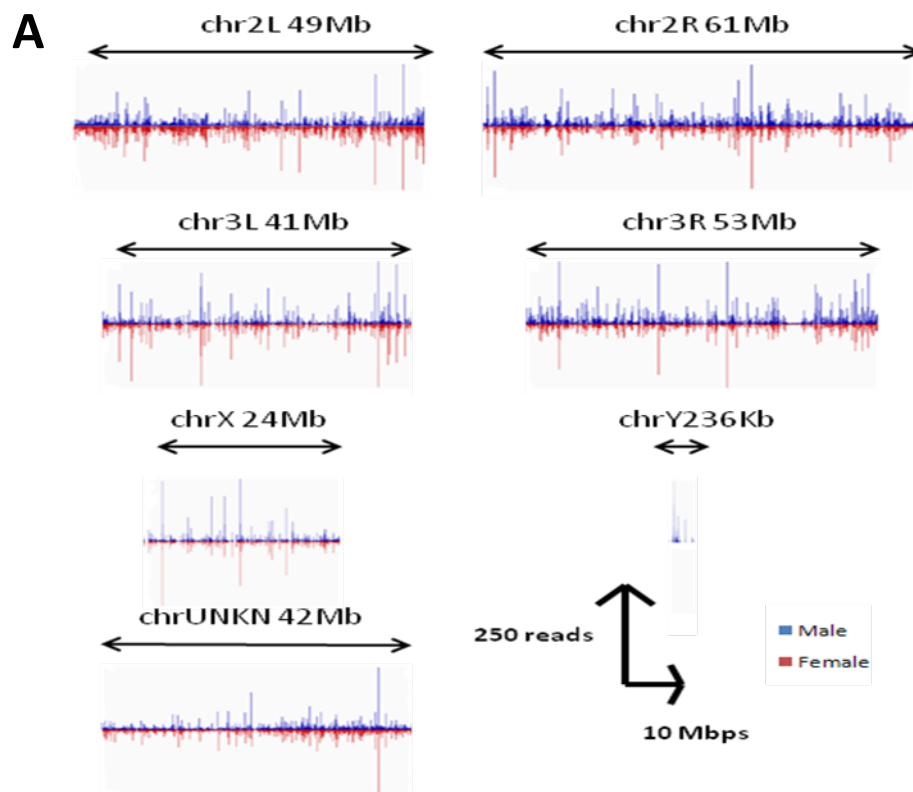 A
chr2L 49Mb
chr2R 61Mb
chr3L 41Mb
chr3R 53Mb
chrX 24Mb
chrY236Kb
chrUNKN 42Mb
250 reads
10 Mbps
Male
Female